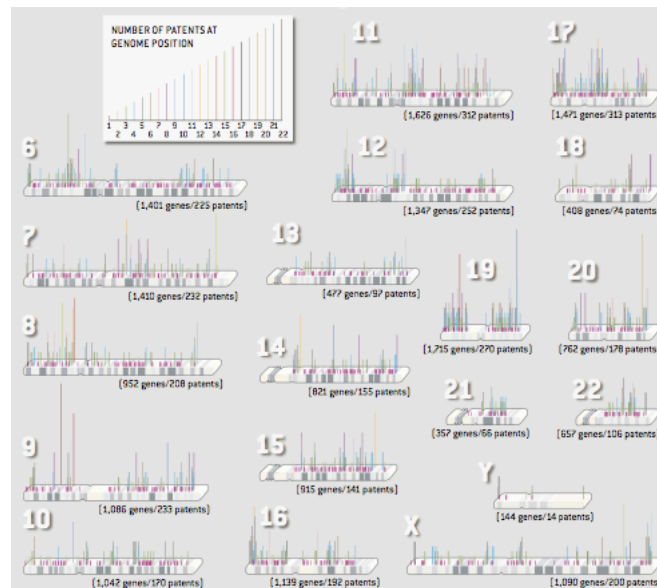 NUMBER OF PATENTS AT
GENOME POSITION
1 3 4 5 7 8 10 11 13 15 16 18 19 21
2 4 6 8 9 10 12 14 16 18 20 22
6
[1,401 genes/225 patents]
7
[1,410 genes/232 patents]
8
[952 genes/208 patents]
9
[1,086 genes/233 patents]
10
[1,042 genes/170 patents]
11
[1,626 genes/312 patents]
12
[1,347 genes/252 patents]
13
[477 genes/97 patents]
14
[821 genes/155 patents]
15
[915 genes/141 patents]
16
[1,139 genes/192 patents]
17
[1,471 genes/313 patents]
18
[408 genes/74 patents]
19
[1,715 genes/270 patents]
20
[762 genes/178 patents]
21
[357 genes/66 patents]
22
[657 genes/106 patents]
Y
[144 genes/14 patents]
X
[1,090 genes/200 patents]